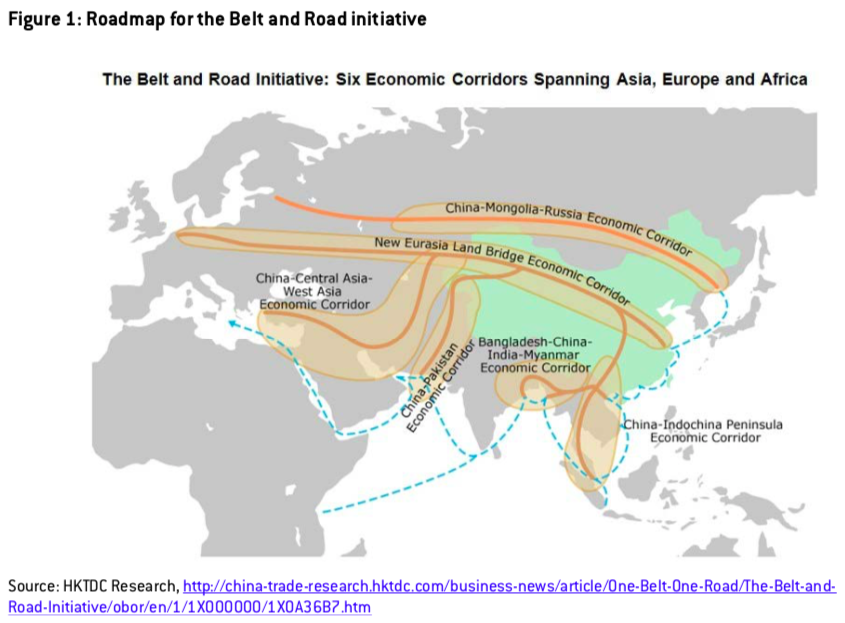 Figure 1: Roadmap for the Belt and Road initiative
The Belt and Road Initiative: Six Economic Corridors Spanning Asia, Europe and Africa
China-Mongolia-Russia Economic Corridor
New Eurasia Land Bridge Economic Corridor
China-Central Asia-
West Asia
Economic Corridor
China-Pakistan
Economic Corridor
Bangladesh-China-
India-Myanmar
Economic Corridor
China-Indochina Peninsula
Economic Corridor
Source: HKTDC Research, http://china-trade-research.hktdc.com/business-news/article/One-Belt-One-Road/The-Belt-and-
Road-Initiative/obor/en/1/1X000000/1X0A36B7.htm